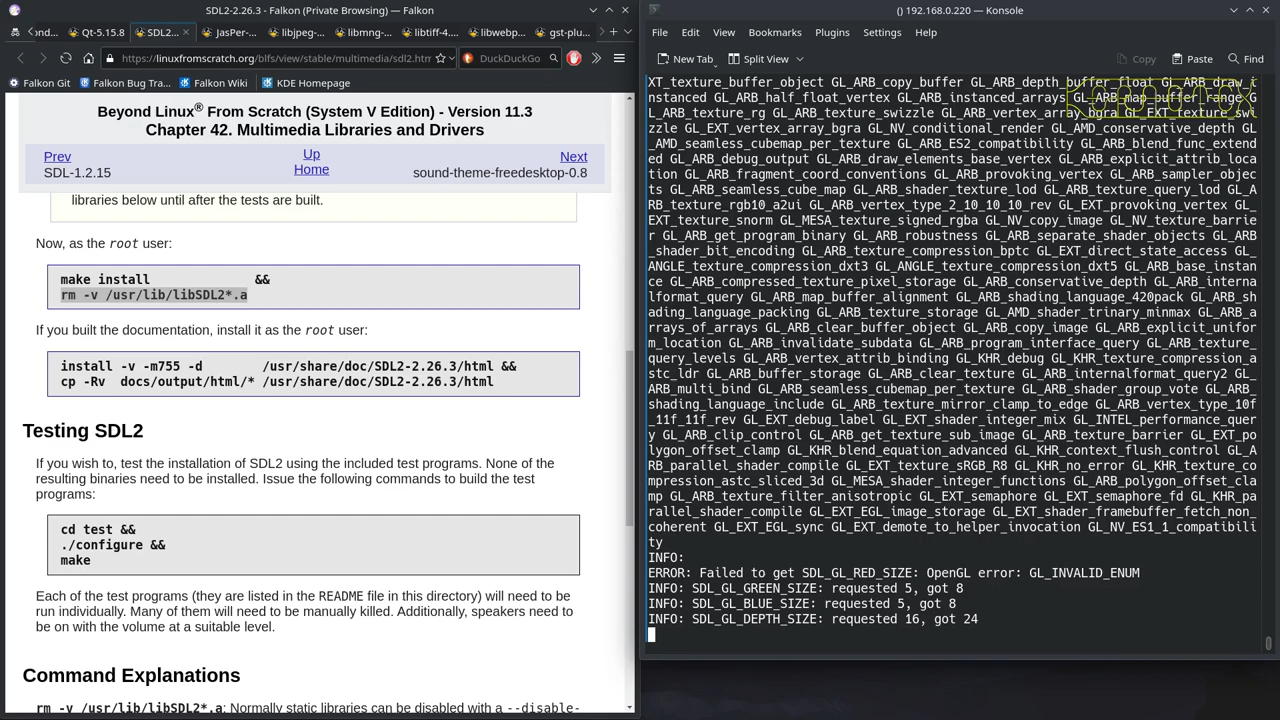 SDL2-2.26.3 - Falkon (Private Browsing) — Falkon
ond...
Qt-5.15.8
SDL2...
JasPer-...
libjpeg-...
libmng-...
libtiff-4....
libwebp...
gst-plu...
https://linuxfromscratch.org/blfs/view/stable/multimedia/sdl2.htm
DuckDuckGo
Falkon Git
Falkon Bug Tra...
Falkon Wiki
KDE Homepage
Beyond Linux® From Scratch (System V Edition) - Version 11.3
Chapter 42. Multimedia Libraries and Drivers
Prev
Up
Next
SDL-1.2.15
Home
sound-theme-freedesktop-0.8
libraries below until after the tests are built.
Now, as the root user:
make install &&
rm -v /usr/lib/libSDL2*.a
If you built the documentation, install it as the root user:
install -v -m755 -d /usr/share/doc/SDL2-2.26.3/html &&
cp -Rv docs/output/html/* /usr/share/doc/SDL2-2.26.3/html
Testing SDL2
If you wish, test the installation of SDL2 using the included test programs. None of the
resulting binaries need to be installed. Issue the following commands to build the test
programs:
cd test &&
./configure &&
make
Each of the test programs (they are listed in the README file in this directory) will need to be
run individually. Many of them will need to be manually killed. Additionally, speakers need to
be on with the volume at a suitable level.
Command Explanations
rm -v /usr/lib/libSDL2*.a: Normally static libraries can be disabled with a --disable-
() 192.168.0.220 — Konsole
File Edit View Bookmarks Plugins Settings Help
New Tab
Split View
Copy
Paste
Find
XT_texture_buffer_object GL_ARB_copy_buffer GL_ARB_depth_buffer_float GL_ARB_draw_i
nstanced GL_ARB_half_float_vertex GL_ARB_instanced_arrays GL_ARB_map_buffer_range G
L_ARB_texture_rg GL_ARB_texture_swizzle GL_ARB_vertex_array_bgra GL_EXT_texture_swi
zzle GL_EXT_vertex_array_bgra GL_NV_conditional_render GL_AMD_conservative_depth GL
_AMD_seamless_cubemap_per_texture GL_ARB_ES2_compatibility GL_ARB_blend_func_extend
ed GL_ARB_debug_output GL_ARB_draw_elements_base_vertex GL_ARB_explicit_attrib_loca
tion GL_ARB_fragment_coord_conventions GL_ARB_provoking_vertex GL_ARB_sampler_objec
ts GL_ARB_seamless_cube_map GL_ARB_shader_texture_lod GL_ARB_texture_query_lod GL_A
RB_texture_rgb10_a2ui GL_ARB_vertex_type_2_10_10_10_rev GL_EXT_provoking_vertex GL_
EXT_texture_snorm GL_MESA_texture_signed_rgba GL_NV_copy_image GL_NV_texture_barrie
r GL_ARB_get_program_binary GL_ARB_robustness GL_ARB_separate_shader_objects GL_ARB
_shader_bit_encoding GL_ARB_texture_compression_bptc GL_EXT_direct_state_access GL_
ANGLE_texture_compression_dxt3 GL_ANGLE_texture_compression_dxt5 GL_ARB_base_instan
ce GL_ARB_compressed_texture_pixel_storage GL_ARB_conservative_depth GL_ARB_interna
lformat_query GL_ARB_map_buffer_alignment GL_ARB_shading_language_420pack GL_ARB_sh
ading_language_packing GL_ARB_texture_storage GL_AMD_shader_trinary_minmax GL_ARB_a
rrays_of_arrays GL_ARB_clear_buffer_object GL_ARB_copy_image GL_ARB_explicit_unifor
m_location GL_ARB_invalidate_subdata GL_ARB_program_interface_query GL_ARB_texture_
query_levels GL_ARB_vertex_attrib_binding GL_KHR_debug GL_KHR_texture_compression_a
stc_ldr GL_ARB_buffer_storage GL_ARB_clear_texture GL_ARB_internalformat_query2 GL_
ARB_multi_bind GL_ARB_seamless_cubemap_per_texture GL_ARB_shader_group_vote GL_ARB_
shading_language_include GL_ARB_texture_mirror_clamp_to_edge GL_ARB_vertex_type_10f
_11f_11f_rev GL_EXT_debug_label GL_EXT_shader_integer_mix GL_INTEL_performance_quer
y GL_ARB_clip_control GL_ARB_get_texture_sub_image GL_ARB_texture_barrier GL_EXT_po
lygon_offset_clamp GL_KHR_blend_equation_advanced GL_KHR_context_flush_control GL_A
RB_parallel_shader_compile GL_EXT_texture_sRGB_R8 GL_KHR_no_error GL_KHR_texture_co
mpression_astc_sliced_3d GL_MESA_shader_integer_functions GL_ARB_polygon_offset_cla
mp GL_ARB_texture_filter_anisotropic GL_EXT_semaphore GL_EXT_semaphore_fd GL_KHR_pa
rallel_shader_compile GL_EXT_EGL_image_storage GL_EXT_shader_framebuffer_fetch_non_
coherent GL_EXT_EGL_sync GL_EXT_demote_to_helper_invocation GL_NV_ES1_1_compatibili
ty
INFO:
ERROR: Failed to get SDL_GL_RED_SIZE: OpenGL error: GL_INVALID_ENUM
INFO: SDL_GL_GREEN_SIZE: requested 5, got 8
INFO: SDL_GL_BLUE_SIZE: requested 5, got 8
INFO: SDL_GL_DEPTH_SIZE: requested 16, got 24